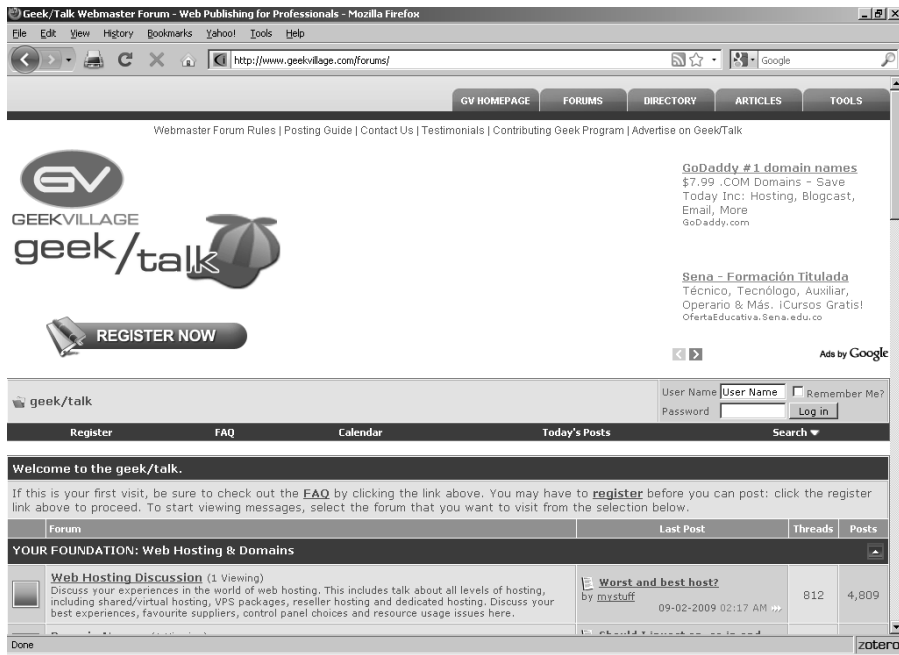 Geek/Talk Webmaster Forum - Web Publishing for Professionals - Mozilla Firefox
File Edit View History Bookmarks Yahoo! Tools Help
http://www.geekvillage.com/forums/
Google
GV HOMEPAGE FORUMS DIRECTORY ARTICLES TOOLS
Webmaster Forum Rules | Posting Guide | Contact Us | Testimonials | Contributing Geek Program | Advertise on Geek/Talk
GV
GEEKVILLAGE
geek/talk
REGISTER NOW
GoDaddy #1 domain names
$7.99 .COM Domains - Save
Today Inc: Hosting, Blogcast,
Email, More
GoDaddy.com
Sena - Formación Titulada
Técnico, Tecnólogo, Auxiliar,
Operario & Más. ¡Cursos Gratis!
OfertaEducativa.Sena.edu.co
Ads by Google
geek/talk
User Name User Name Remember Me?
Password Log in
Register FAQ Calendar Today's Posts Search
Welcome to the geek/talk.
If this is your first visit, be sure to check out the FAQ by clicking the link above. You may have to register before you can post: click the register
link above to proceed. To start viewing messages, select the forum that you want to visit from the selection below.
Forum Last Post Threads Posts
YOUR FOUNDATION: Web Hosting & Domains
Web Hosting Discussion (1 Viewing)
Discuss your experiences in the world of web hosting. This includes talk about all levels of hosting,
including shared/virtual hosting, VPS packages, reseller hosting and dedicated hosting. Discuss your
best experiences, favourite suppliers, control panel choices and resource usage issues here.
Worst and best host?
by mystuff
09-02-2009 02:17 AM
812 4,809
Done
zotero